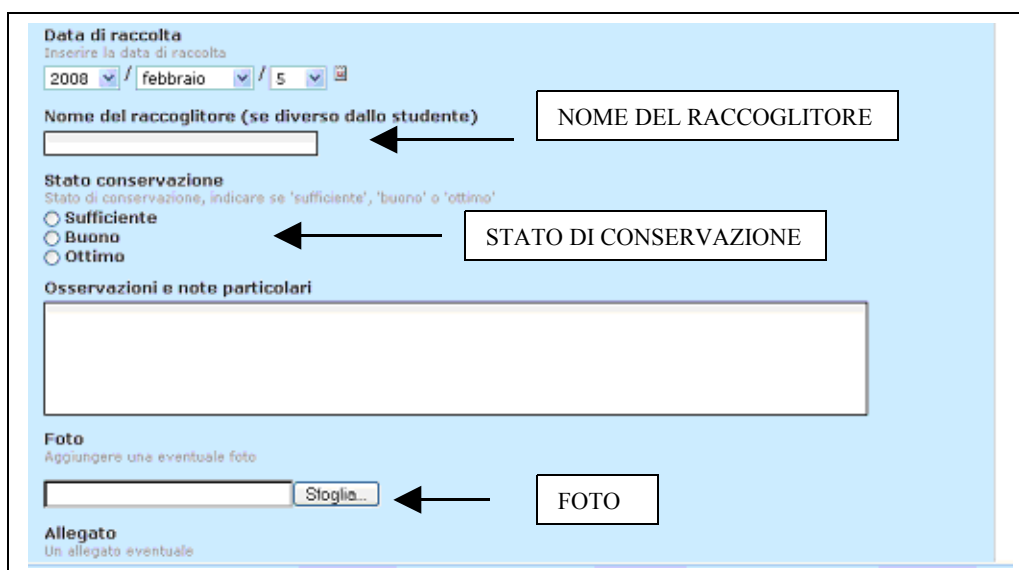 Data di raccolta
Inserire la data di raccolta
2008 / febbraio / 5
Nome del raccoglitore (se diverso dallo studente)
NOME DEL RACCOGLITORE
Stato conservazione
Stato di conservazione, indicare se 'sufficiente', 'buono' o 'ottimo'
Sufficiente
Buono
Ottimo
STATO DI CONSERVAZIONE
Osservazioni e note particolari
Foto
Aggiungere una eventuale foto
Sfoglia...
FOTO
Allegato
Un allegato eventuale